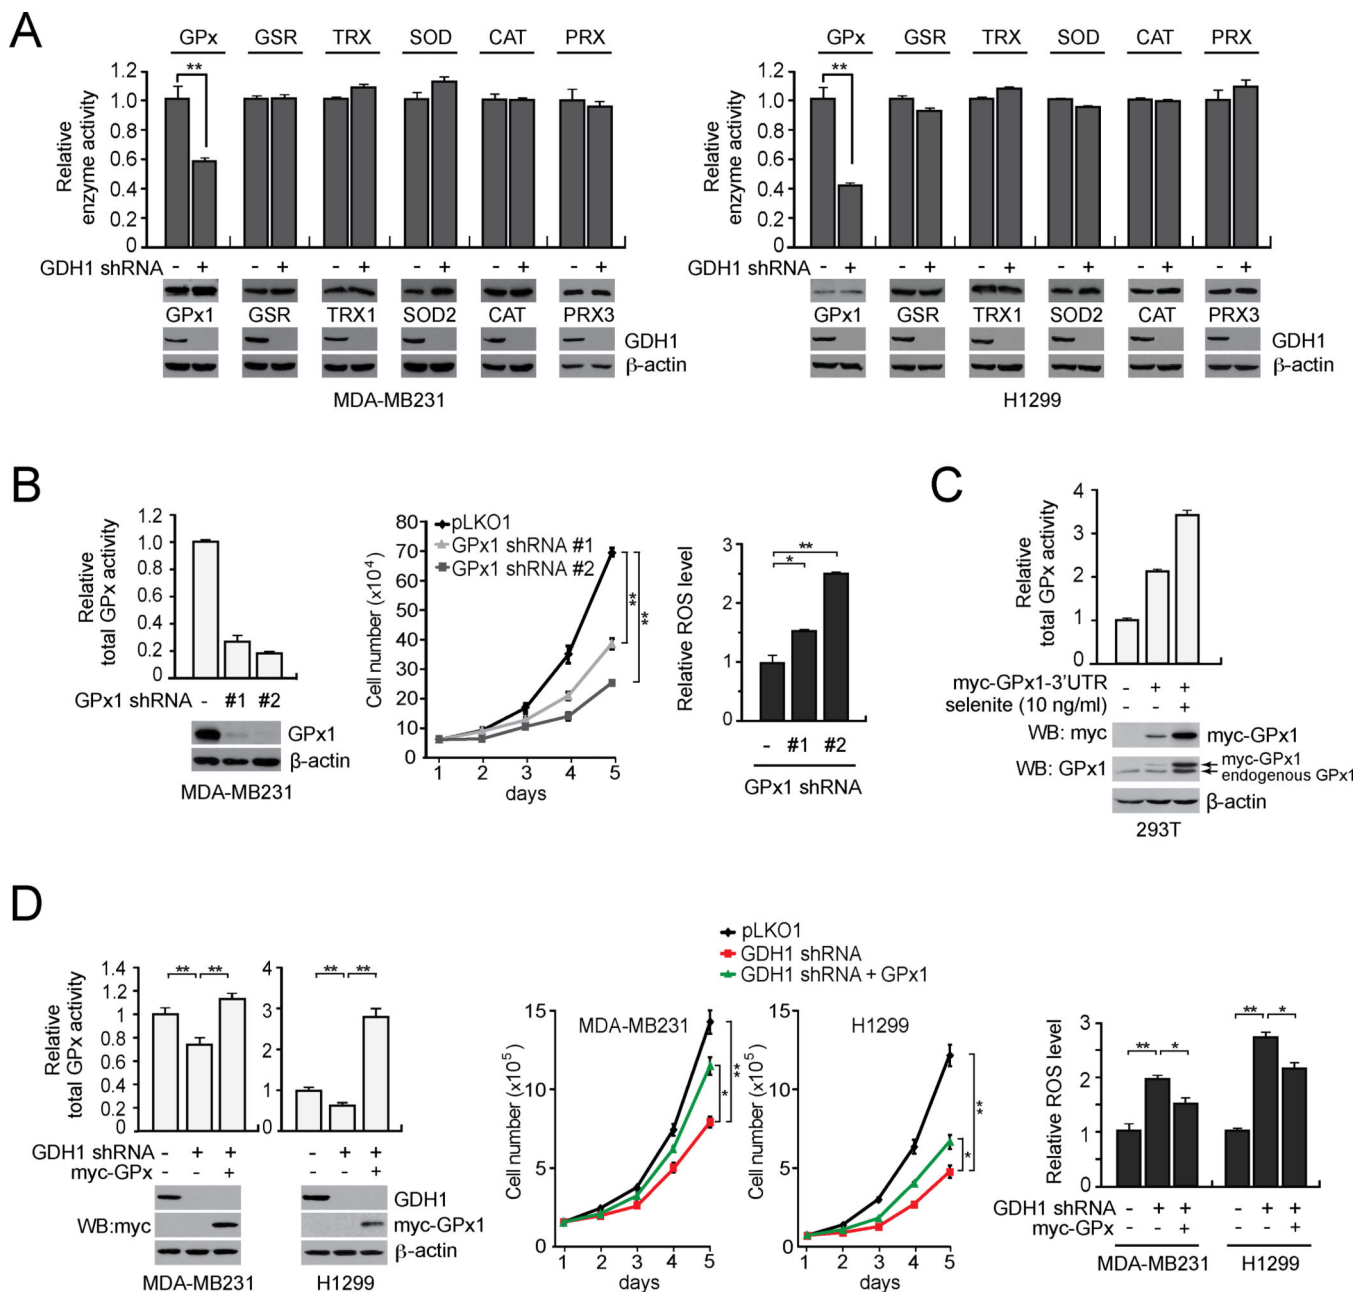 A
GPx GSR TRX SOD CAT PRX
Relative enzyme activity
1.2
1.0
0.8
0.6
0.4
0.2
0
**
GDH1 shRNA - + - + - + - + - + - +
GPx1 GSR TRX1 SOD2 CAT PRX3
GDH1
β-actin
MDA-MB231
GPx GSR TRX SOD CAT PRX
Relative enzyme activity
1.2
1.0
0.8
0.6
0.4
0.2
0
**
GDH1 shRNA - + - + - + - + - + - +
GPx1 GSR TRX1 SOD2 CAT PRX3
GDH1
β-actin
H1299
B
Relative total GPx activity
1.2
1.0
0.8
0.6
0.4
0.2
0
GPx1 shRNA - #1 #2
GPx1
β-actin
MDA-MB231
Cell number (x10⁴)
80
70
60
50
40
30
20
10
0
pLKO1
GPx1 shRNA #1
GPx1 shRNA #2
**
**
1 2 3 4 5
days
Relative ROS level
3
2
1
0
**
*
- #1 #2
GPx1 shRNA
C
Relative total GPx activity
4
3
2
1
0
myc-GPx1-3'UTR - + +
selenite (10 ng/ml) - - +
WB: myc myc-GPx1
WB: GPx1 myc-GPx1
endogenous GPx1
β-actin
293T
D
Relative total GPx activity
1.4
1.2
1.0
0.8
0.6
0.4
0.2
0
** **
4
3
2
1
0
** **
GDH1 shRNA - + + - + +
myc-GPx - - + - - +
GDH1
WB:myc myc-GPx1
β-actin
MDA-MB231 H1299
pLKO1
GDH1 shRNA
GDH1 shRNA + GPx1
Cell number (x10⁵)
15
10
5
0
MDA-MB231
**
*
1 2 3 4 5
days
Cell number (x10⁵)
15
10
5
0
H1299
**
*
1 2 3 4 5
days
Relative ROS level
3
2
1
0
** * ** *
GDH1 shRNA - + + - + +
myc-GPx - - + - - +
MDA-MB231 H1299